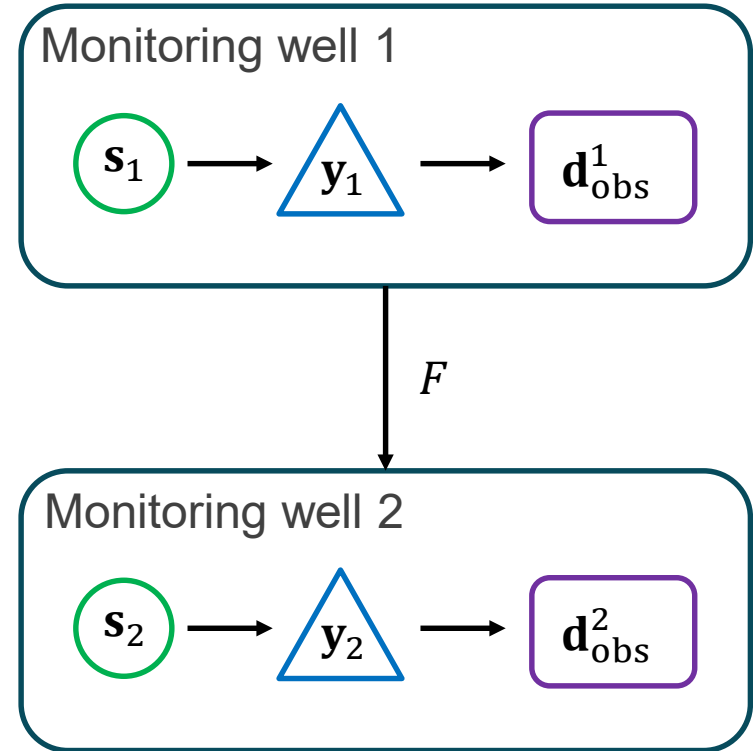 Monitoring well 1
𝐬₁ 𝐲₁ 𝐝¹obs
𝐹
Monitoring well 2
𝐬₂ 𝐲₂ 𝐝²obs